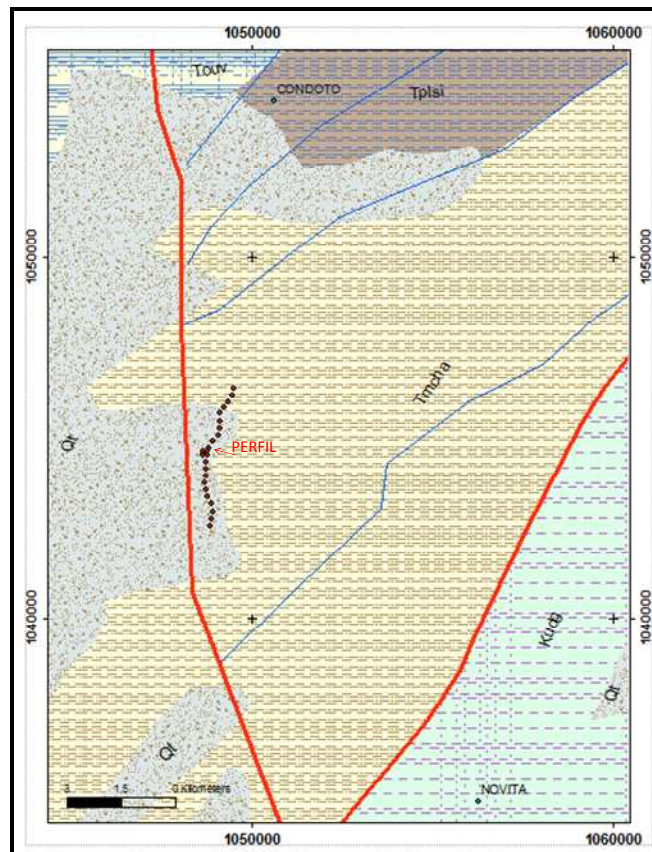 1050000 1060000
Touv
CONDOTO
Tplsi
1050000 1050000
Tmcha
Qt
PERFIL
1040000 1040000
Kudg
Qt
Qt
3 1.5 0 Kilometers
NOVITA
1050000 1060000